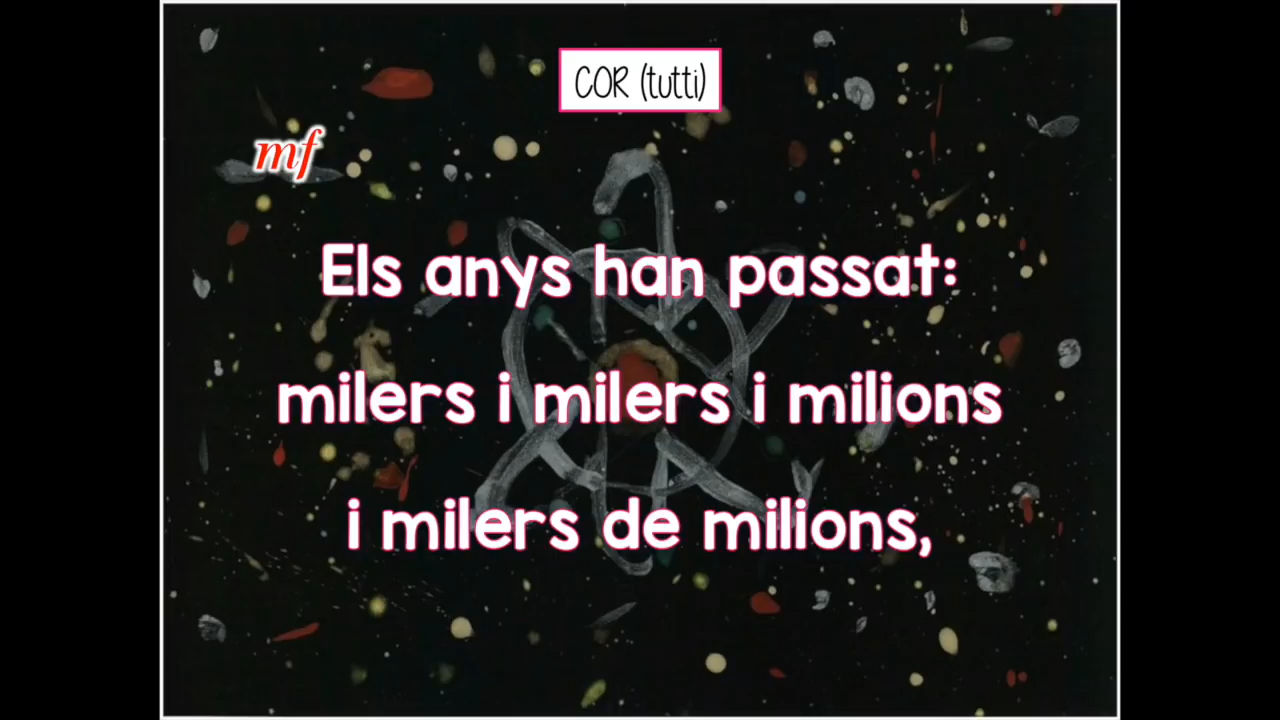 COR (tutti)
mf
Els anys han passat:
milers i milers i milions
i milers de milions,